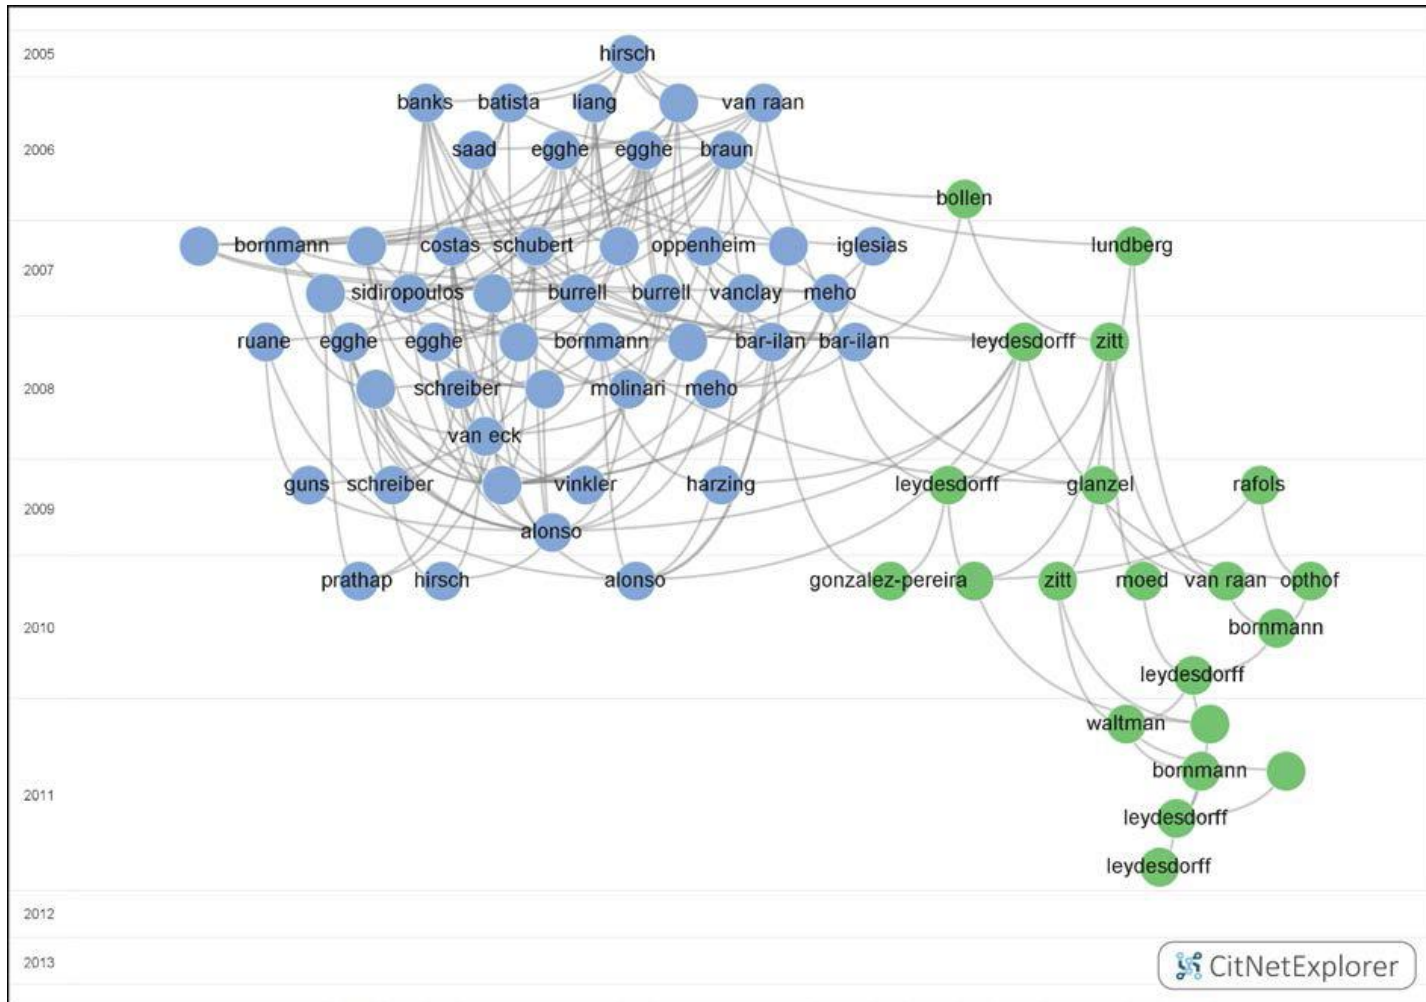 2005
hirsch
banks batista liang van raan
2006
saad egghe egghe braun
bollen
bornmann costas schubert oppenheim iglesias lundberg
2007
sidiropoulos burrell burrell vanclay meho
ruane egghe egghe bornmann bar-ilan bar-ilan leydesdorff zitt
2008
schreiber molinari meho
van eck
guns schreiber vinkler harzing leydesdorff glanzel rafols
2009
alonso
prathap hirsch alonso gonzalez-pereira zitt moed van raan opthof
2010
bornmann
leydesdorff
waltman
bornmann
2011
leydesdorff
leydesdorff
2012
2013
CitNetExplorer